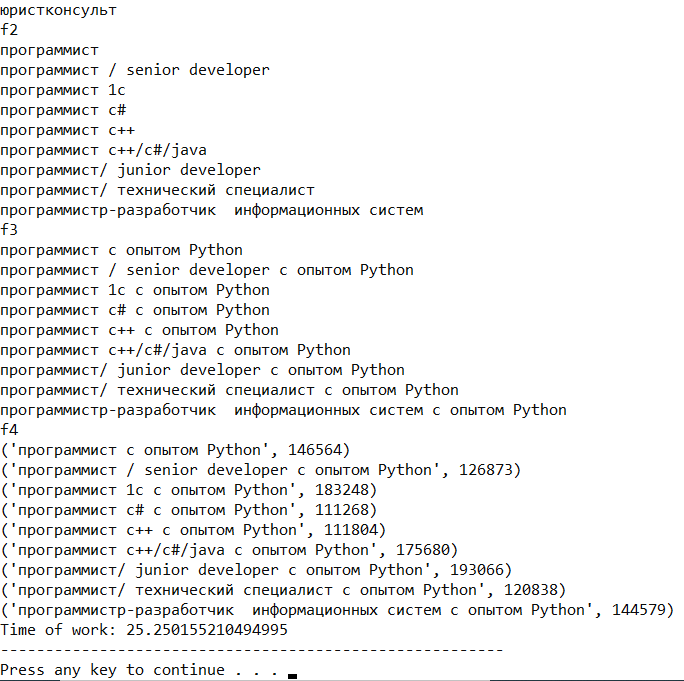 юристконсульт
f2
программист
программист / senior developer
программист 1с
программист c#
программист c++
программист c++/c#/java
программист/ junior developer
программист/ технический специалист
программистр-разработчик  информационных систем
f3
программист с опытом Python
программист / senior developer с опытом Python
программист 1с с опытом Python
программист c# с опытом Python
программист c++ с опытом Python
программист c++/c#/java с опытом Python
программист/ junior developer с опытом Python
программист/ технический специалист с опытом Python
программистр-разработчик  информационных систем с опытом Python
f4
('программист с опытом Python', 146564)
('программист / senior developer с опытом Python', 126873)
('программист 1с с опытом Python', 183248)
('программист c# с опытом Python', 111268)
('программист c++ с опытом Python', 111804)
('программист c++/c#/java с опытом Python', 175680)
('программист/ junior developer с опытом Python', 193066)
('программист/ технический специалист с опытом Python', 120838)
('программистр-разработчик  информационных систем с опытом Python', 144579)
Time of work: 25.250155210494995
--------------------------------------------------------
Press any key to continue . . .